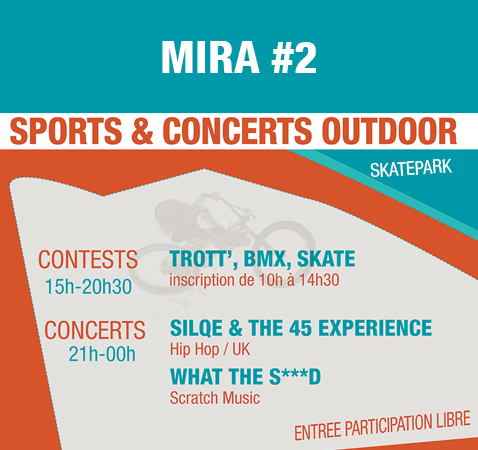 MIRA #2
SPORTS & CONCERTS OUTDOOR
SKATEPARK
CONTESTS
15h-20h30
TROTT', BMX, SKATE
inscription de 10h à 14h30
CONCERTS
21h-00h
SILQE & THE 45 EXPERIENCE
Hip Hop / UK
WHAT THE S***D
Scratch Music
ENTREE PARTICIPATION LIBRE